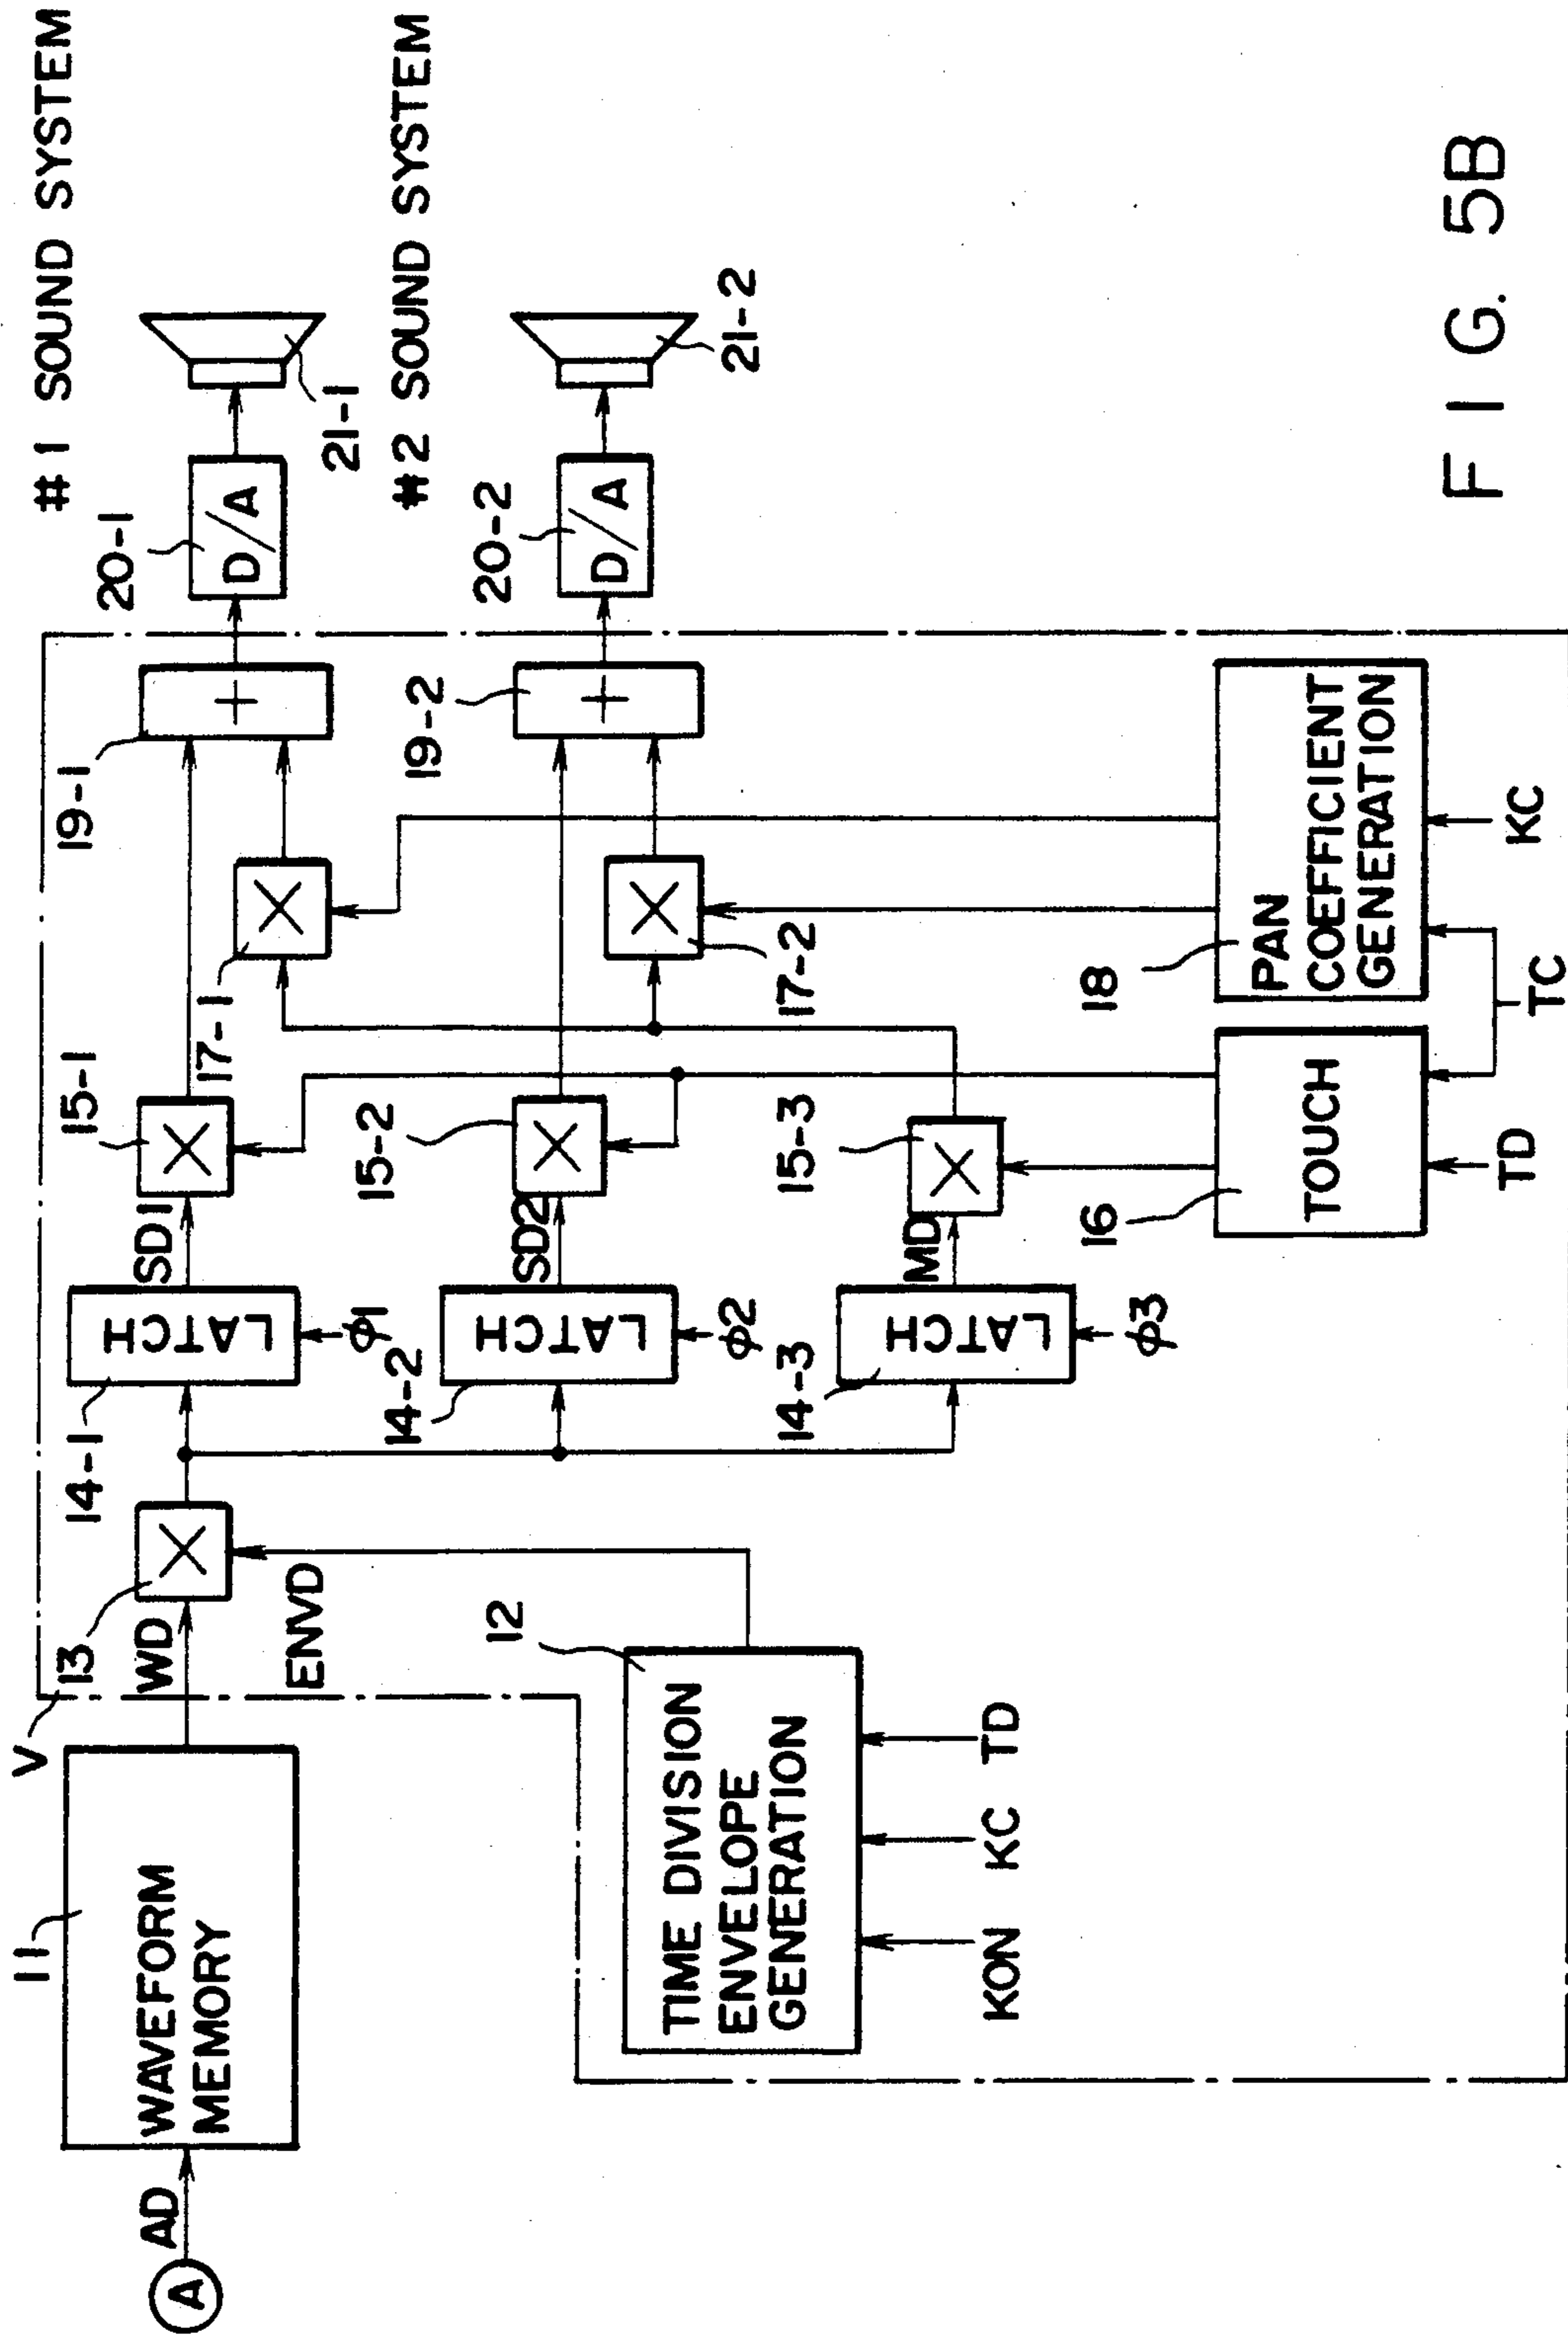 # 1 SOUND SYSTEM
# 2 SOUND SYSTEM
20-1
D/A
21-1
20-2
D/A
21-2
19-1
+
19-2
+
15-1
×
17-1
×
15-2
×
17-2
×
15-3
×
14-1
LATCH
SD1
φ1
14-2
LATCH
SD2
φ2
14-3
LATCH
MD
φ3
V
13
×
WD
ENVD
11
WAVEFORM
MEMORY
A
AD
12
TIME DIVISION
ENVELOPE
GENERATION
KON
KC
TD
16
TOUCH
TD
TC
18
PAN
COEFFICIENT
GENERATION
KC
FIG. 5B